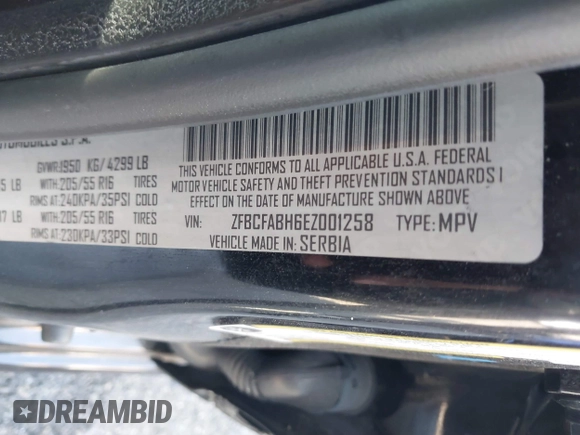 S.P.A.
GVWR:1950 KG/4299 LB
LB WITH:205/55 R16 TIRES
RIMS AT:240KPA/35PSI COLD
LB WITH:205/55 R16 TIRES
RIMS AT:230KPA/33PSI COLD
THIS VEHICLE CONFORMS TO ALL APPLICABLE U.S.A. FEDERAL
MOTOR VEHICLE SAFETY AND THEFT PREVENTION STANDARDS I
EFFECT ON THE DATE OF MANUFACTURE SHOWN ABOVE
VIN: ZFBCFABH6EZ001258 TYPE: MPV
VEHICLE MADE IN: SERBIA
DREAMBID